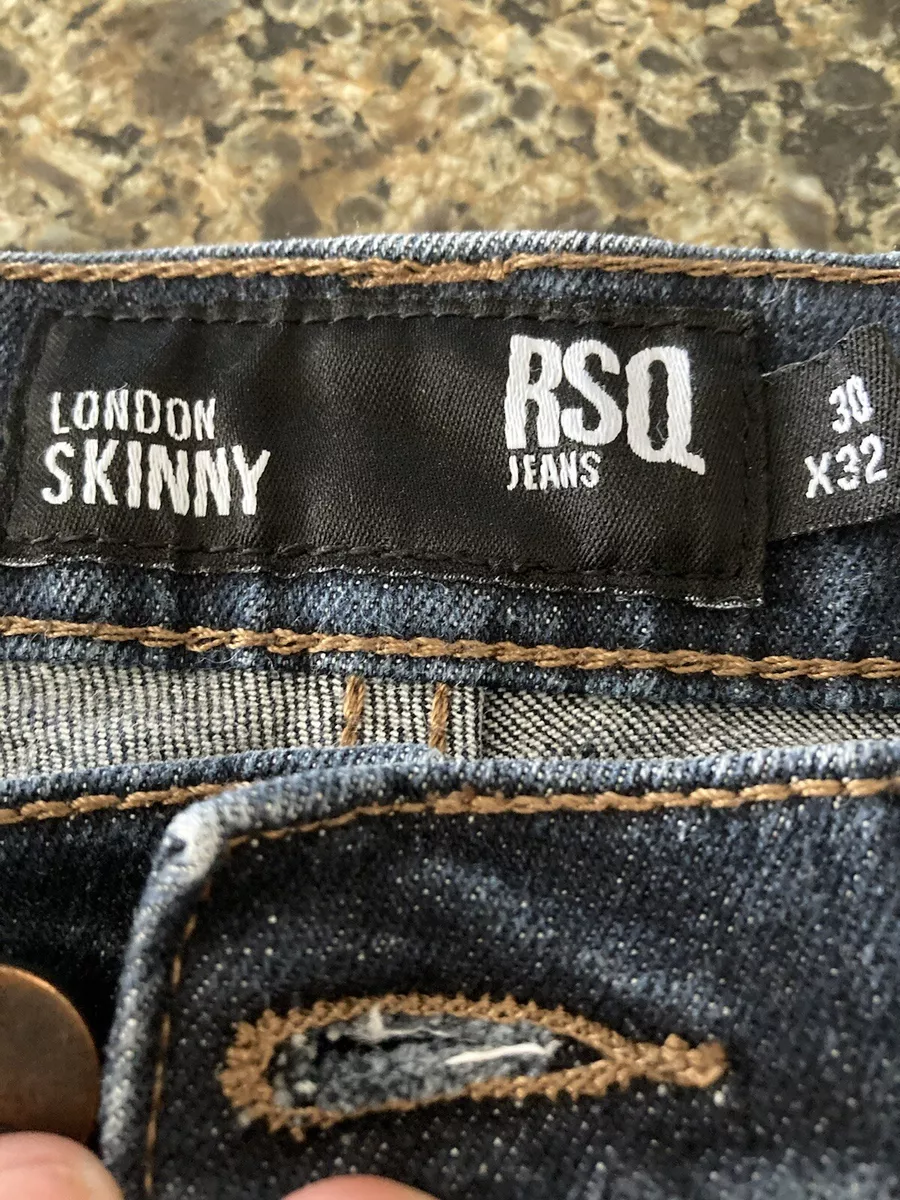 LONDON
SKINNY
RSQ
JEANS
30
X32